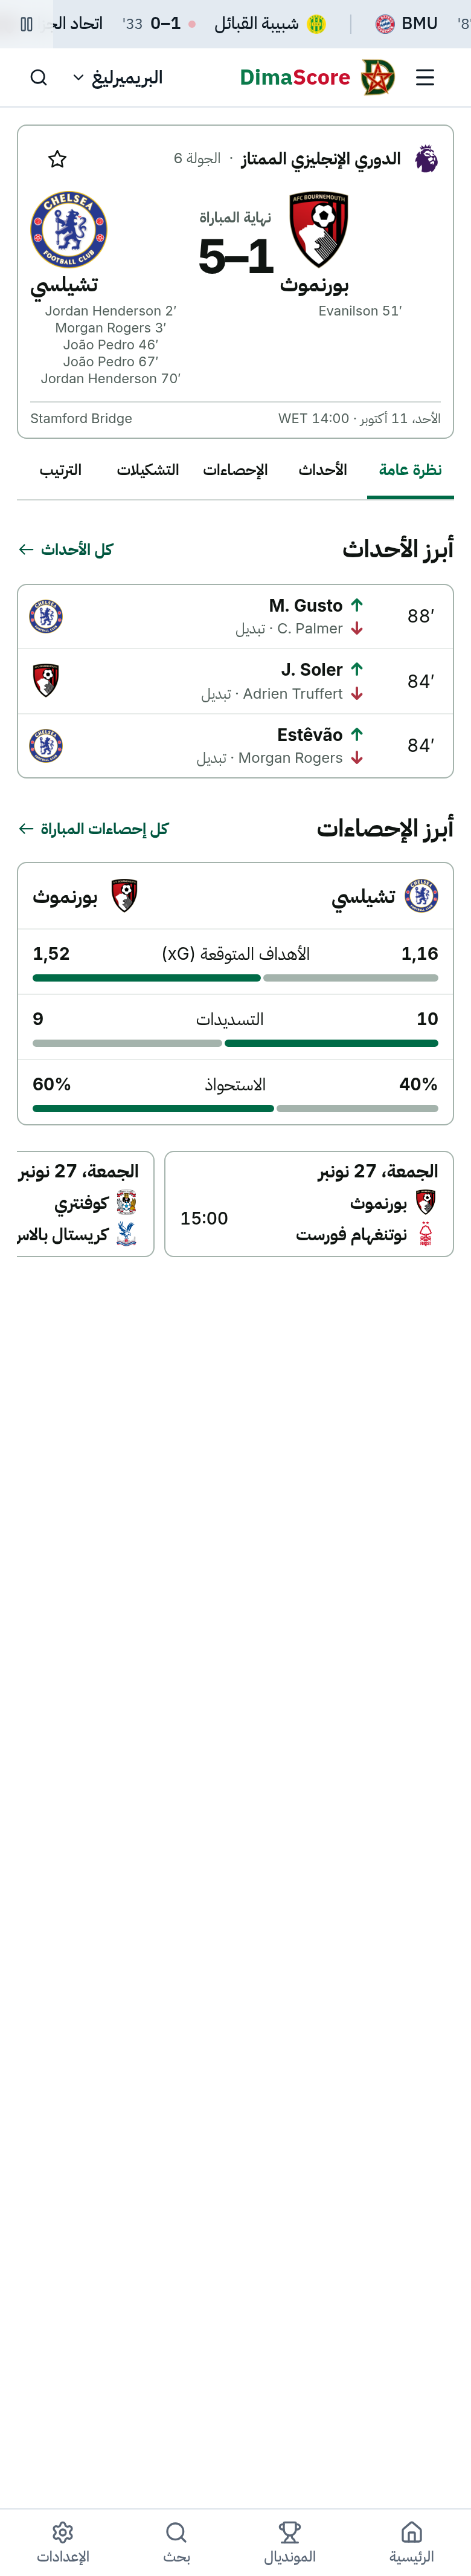 '8 BMU
شبيبة القبائل 0–1 33'
اتحاد الجز
DimaScore
البريميرليغ
الدوري الإنجليزي الممتاز · الجولة 6
نهاية المباراة
5–1
بورنموث
تشيلسي
Evanilson 51′
Jordan Henderson 2′
Morgan Rogers 3′
João Pedro 46′
João Pedro 67′
Jordan Henderson 70′
الأحد، 11 أكتوبر · 14:00 WET
Stamford Bridge
نظرة عامة
الأحداث
الإحصاءات
التشكيلات
الترتيب
أبرز الأحداث
كل الأحداث
88′
M. Gusto
C. Palmer · تبديل
84′
J. Soler
Adrien Truffert · تبديل
84′
Estêvão
Morgan Rogers · تبديل
أبرز الإحصاءات
كل إحصاءات المباراة
تشيلسي
بورنموث
1,16 الأهداف المتوقعة (xG) 1,52
10 التسديدات 9
40% الاستحواذ 60%
الجمعة، 27 نونبر
بورنموث
نوتنغهام فورست
15:00
الجمعة، 27 نونبر
كوفنتري
كريستال بالاس
الرئيسية
المونديال
بحث
الإعدادات